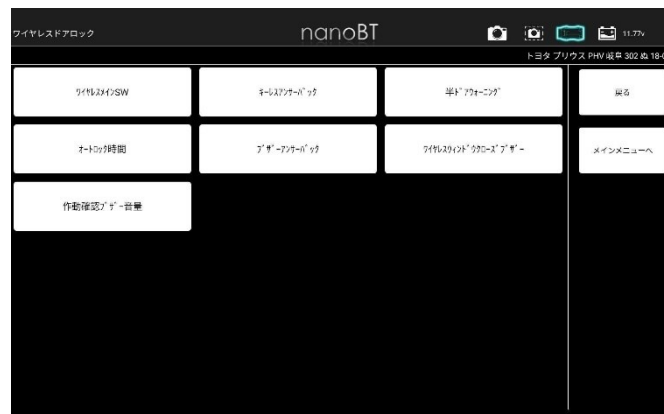 ワイヤレスドアロック
nanoBT
11.77v
トヨタ プリウス PHV 岐阜 302 ぬ 18-0
ﾜｲﾔﾚｽﾒｲﾝSW
ｷｰﾚｽｱﾝｻｰﾊﾞｯｸ
半ﾄﾞｱｳｫｰﾆﾝｸﾞ
戻る
ｵｰﾄﾛｯｸ時間
ﾌﾞｻﾞｰｱﾝｻｰﾊﾞｯｸ
ﾜｲﾔﾚｽｳｨﾝﾄﾞｳｸﾛｰｽﾞﾌﾞｻﾞｰ
メインメニューへ
作動確認ﾌﾞｻﾞｰ音量